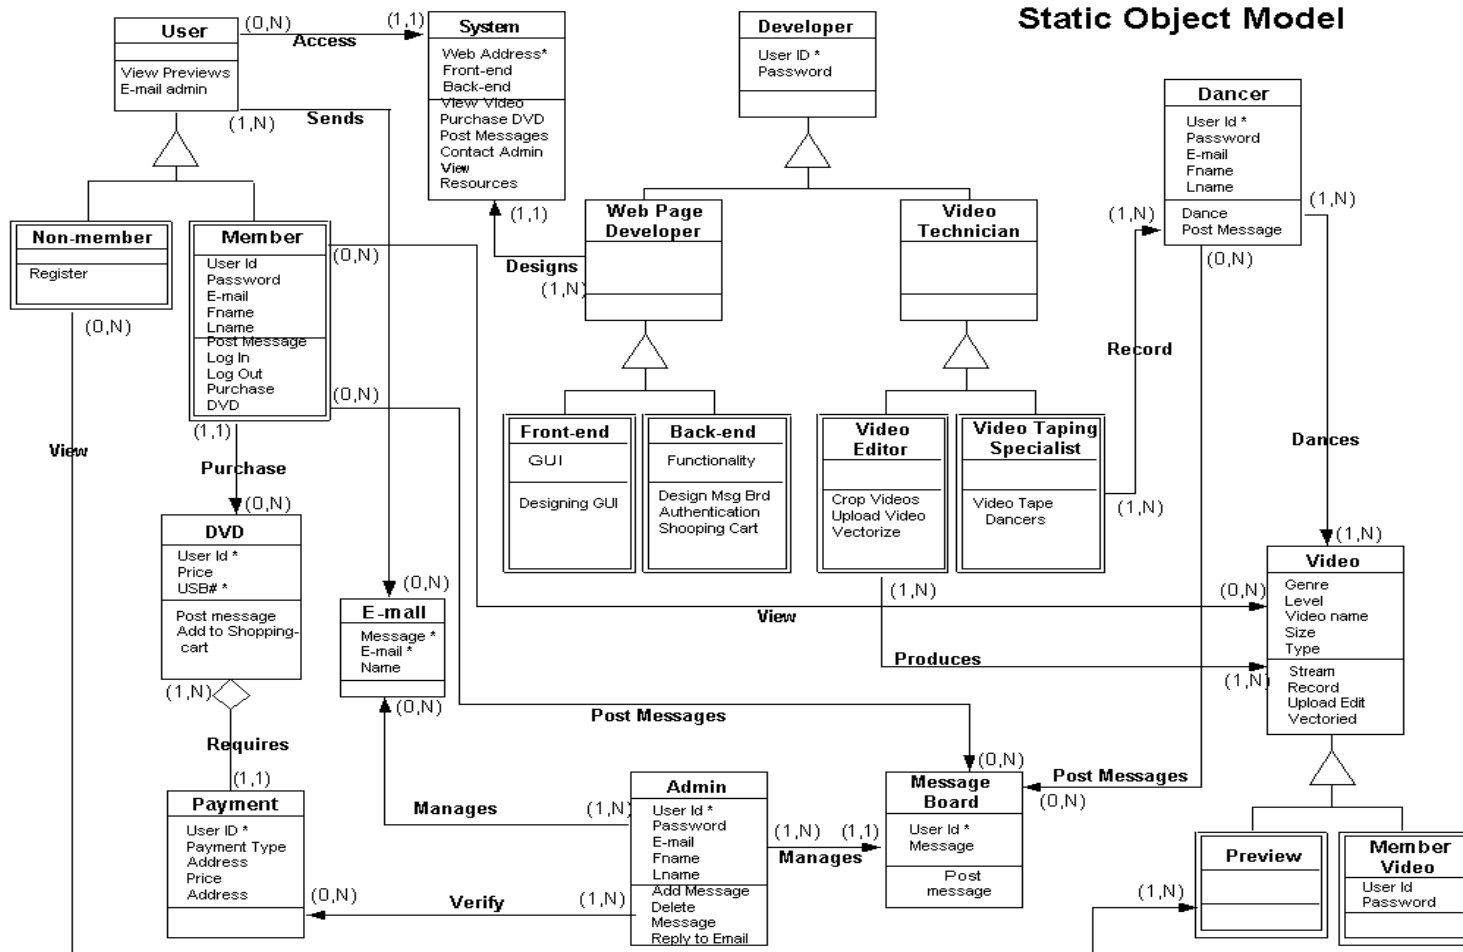 Static Object Model
User
View Previews
E-mail admin
(0,N)
Access
(1,1)
(1,N)
Sends
System
Web Address*
Front-end
Back-end
View Video
Purchase DVD
Post Messages
Contact Admin
View
Resources
Developer
User ID *
Password
Dancer
User Id *
Password
E-mail
Fname
Lname
Dance
Post Message
(1,N)
(1,N)
(0,N)
Non-member
Register
(0,N)
View
Member
User Id
Password
E-mail
Fname
Lname
Post Message
Log In
Log Out
Purchase
DVD
(0,N)
(0,N)
(1,1)
Purchase
(0,N)
(1,1)
Designs
(1,N)
Web Page
Developer
Video
Technician
Record
Dances
Front-end
GUI
Designing GUI
Back-end
Functionality
Design Msg Brd
Authentication
Shooping Cart
Video
Editor
Crop Videos
Upload Video
Vectorize
Video Taping
Specialist
Video Tape
Dancers
(1,N)
(1,N)
DVD
User Id *
Price
USB# *
Post message
Add to Shopping-
cart
(1,N)
Requires
(1,1)
(0,N)
E-mall
Message *
E-mail *
Name
(0,N)
View
(0,N)
Produces
(1,N)
(1,N)
Video
Genre
Level
Video name
Size
Type
Stream
Record
Upload Edit
Vectoried
Post Messages
(0,N)
Post Messages
(0,N)
Payment
User ID *
Payment Type
Address
Price
Address
Manages
(1,N)
Verify
(0,N)
(1,N)
Admin
User Id *
Password
E-mail
Fname
Lname
Add Message
Delete
Message
Reply to Email
(1,N)
(1,1)
Manages
Message
Board
User Id *
Message
Post
message
Preview
(1,N)
Member
Video
User Id
Password